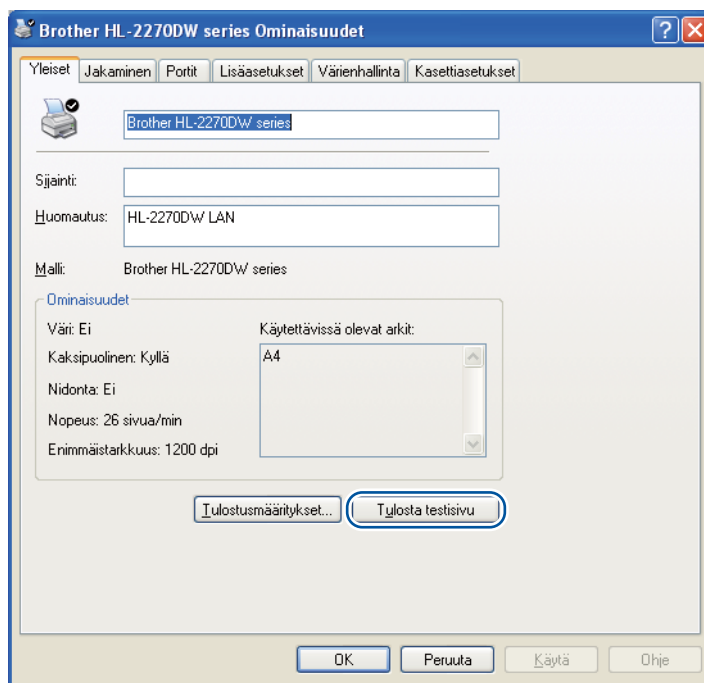 Brother HL-2270DW series Ominaisuudet
Yleiset Jakaminen Portit Lisäasetukset Värienhallinta Kasettiasetukset
Brother HL-2270DW series
Sijainti:
Huomautus: HL-2270DW LAN
Malli: Brother HL-2270DW series
Ominaisuudet
Väri: Ei Käytettävissä olevat arkit:
Kaksipuolinen: Kyllä A4
Nidonta: Ei
Nopeus: 26 sivua/min
Enimmäistarkkuus: 1200 dpi
Tulostusmääritykset... Tulosta testisivu
OK Peruuta Käytä Ohje